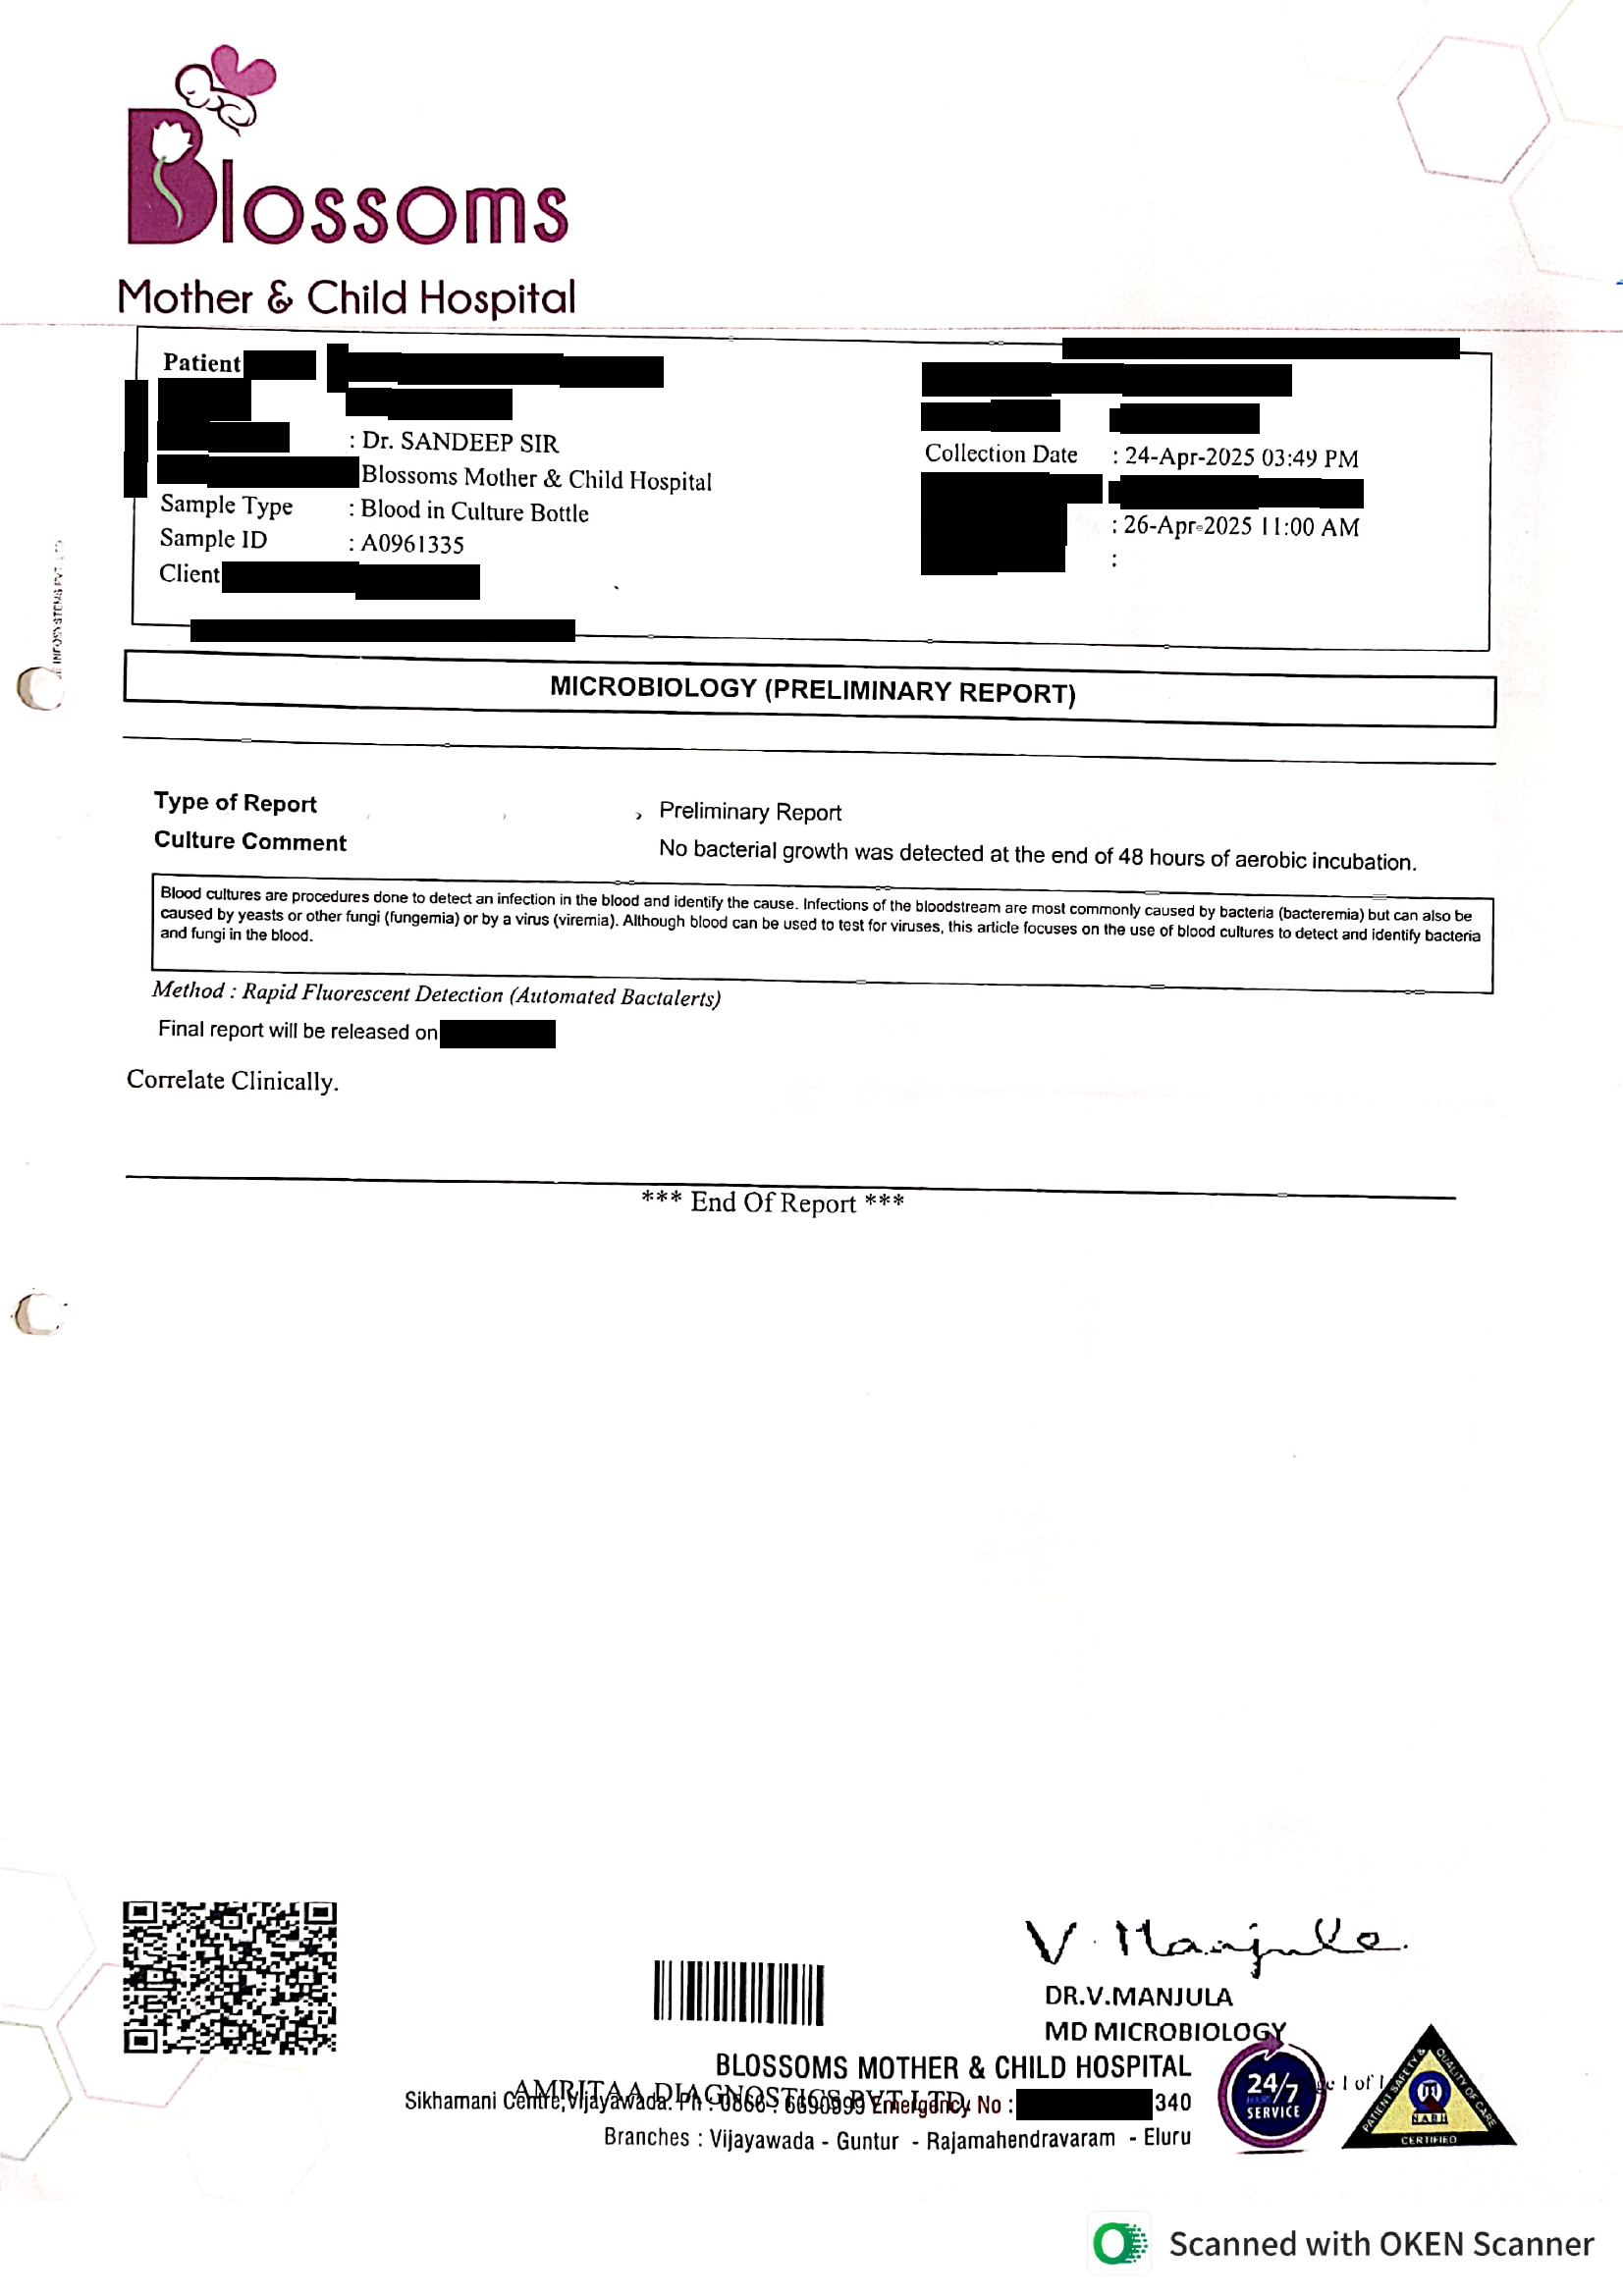 Blossoms
Mother & Child Hospital
Patient
: Dr. SANDEEP SIR
Blossoms Mother & Child Hospital
Sample Type : Blood in Culture Bottle
Sample ID : A0961335
Client
Collection Date : 24-Apr-2025 03:49 PM
: 26-Apr-2025 11:00 AM
:
MICROBIOLOGY (PRELIMINARY REPORT)
Type of Report , Preliminary Report
Culture Comment No bacterial growth was detected at the end of 48 hours of aerobic incubation.
Blood cultures are procedures done to detect an infection in the blood and identify the cause. Infections of the bloodstream are most commonly caused by bacteria (bacteremia) but can also be
caused by yeasts or other fungi (fungemia) or by a virus (viremia). Although blood can be used to test for viruses, this article focuses on the use of blood cultures to detect and identify bacteria
and fungi in the blood.
Method : Rapid Fluorescent Detection (Automated Bactalerts)
Final report will be released on
Correlate Clinically.
*** End Of Report ***
V. Manjula.
DR.V.MANJULA
MD MICROBIOLOGY
BLOSSOMS MOTHER & CHILD HOSPITAL
AMRITAA DIAGNOSTICS PVT LTD
Sikhamani Centre, Vijayawada. Ph : 0866 : 6690999 Emergency No : 340
Branches : Vijayawada - Guntur - Rajamahendravaram - Eluru
24/7
SERVICE
1 of 1
PATIENT SAFETY & QUALITY OF CARE
NABH
CERTIFIED
Scanned with OKEN Scanner